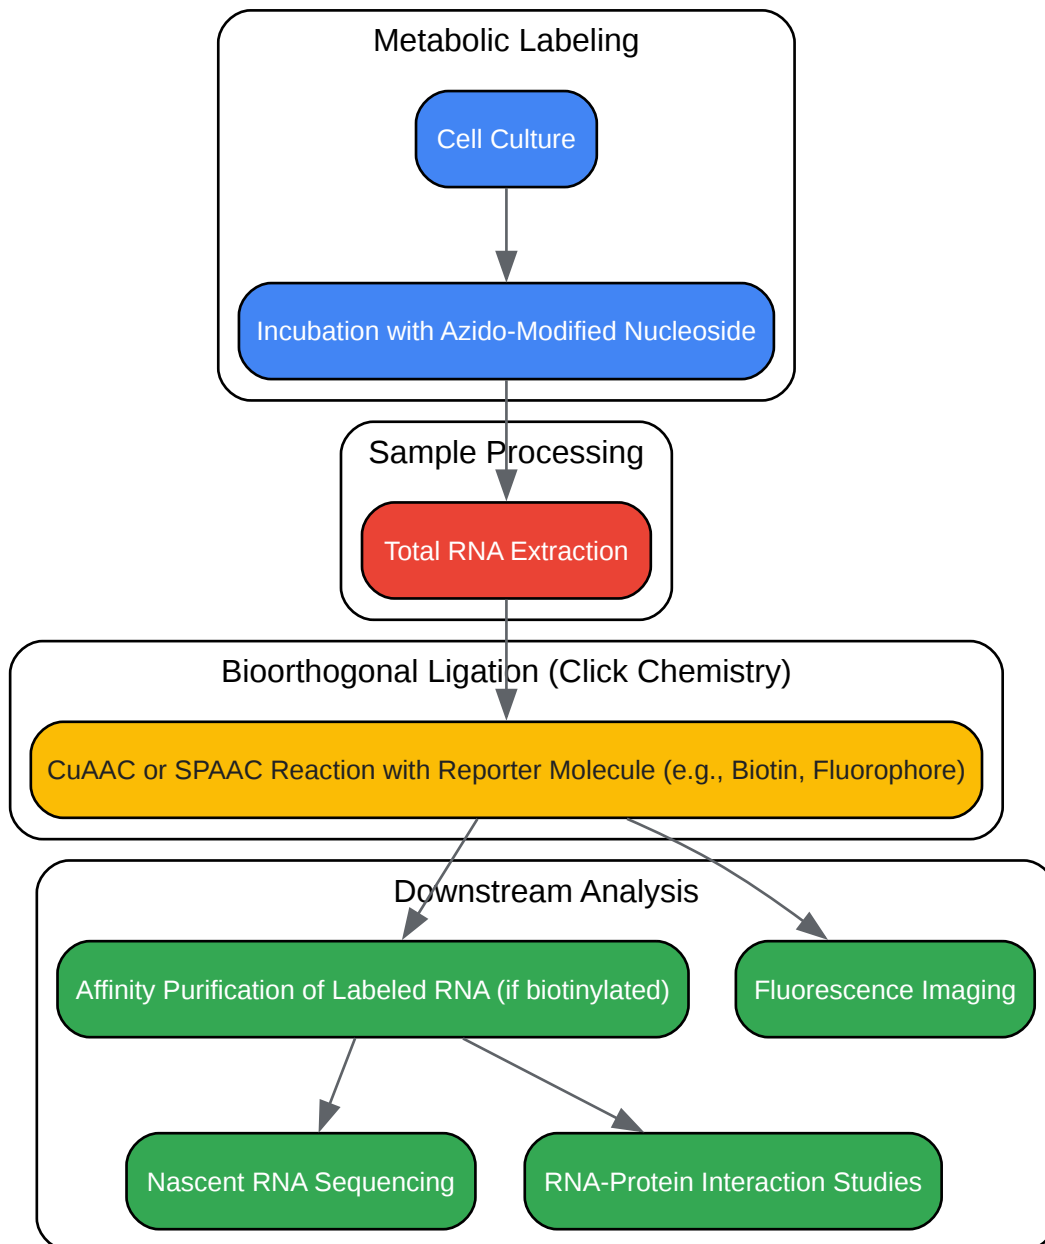 Metabolic Labeling
Cell Culture
Incubation with Azido-Modified Nucleoside
Sample Processing
Total RNA Extraction
Bioorthogonal Ligation (Click Chemistry)
CuAAC or SPAAC Reaction with Reporter Molecule (e.g., Biotin, Fluorophore)
Downstream Analysis
Affinity Purification of Labeled RNA (if biotinylated)
Fluorescence Imaging
Nascent RNA Sequencing
RNA-Protein Interaction Studies